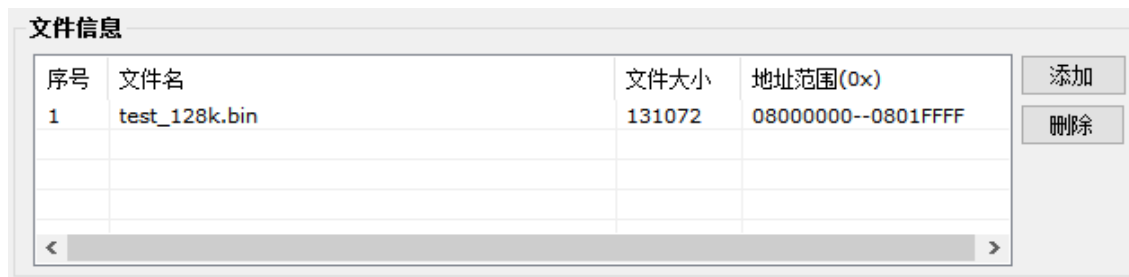 文件信息
序号 文件名 文件大小 地址范围(0x) 添加
1 test_128k.bin 131072 08000000--0801FFFF 删除